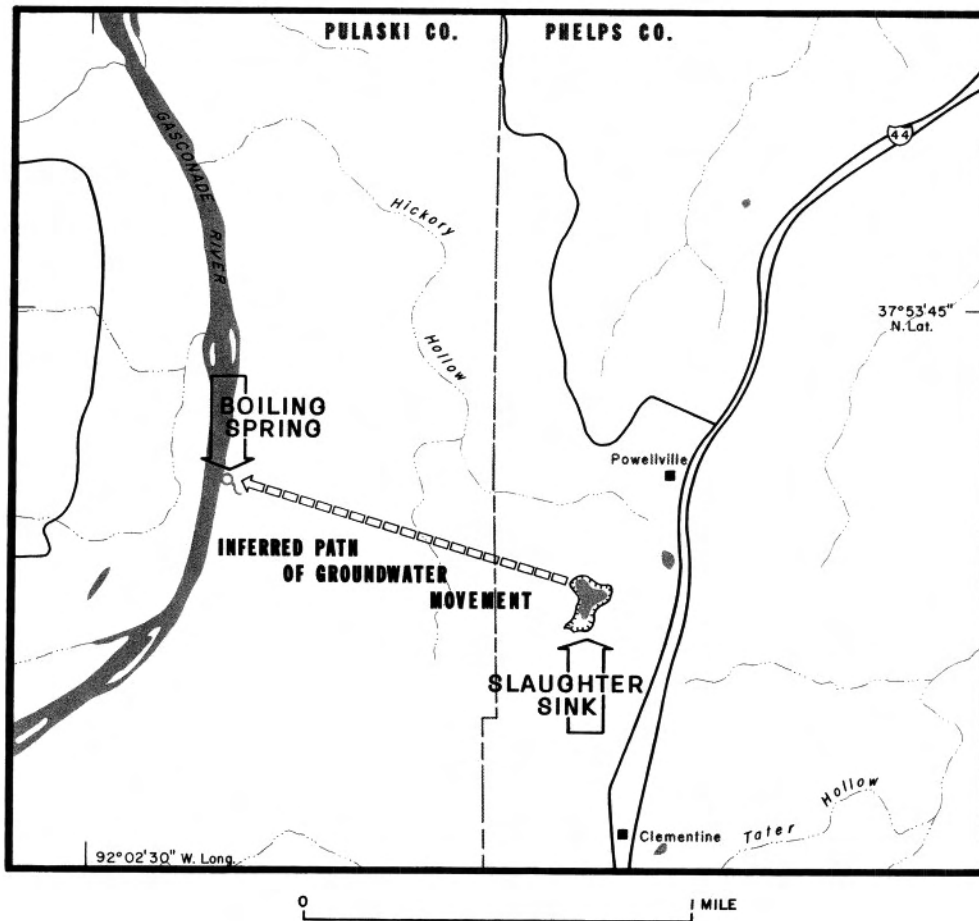 PULASKI CO.
PHELPS CO.
44
GASCONADE RIVER
Hickory
Hollow
37°53'45"
N. Lat.
BOILING
SPRING
Powellville
INFERRED PATH
OF GROUNDWATER
MOVEMENT
SLAUGHTER
SINK
Tater Hollow
Clementine
92°02'30" W. Long.
0
1 MILE